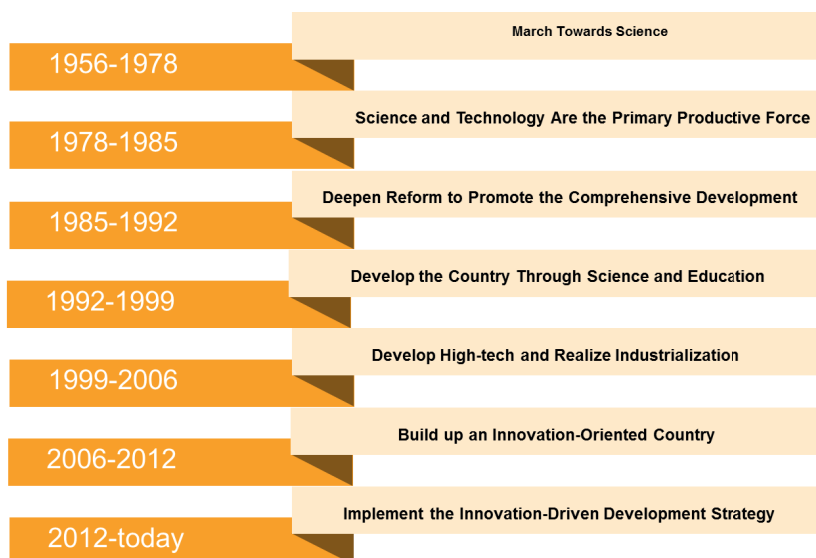 March Towards Science
1956-1978
Science and Technology Are the Primary Productive Force
1978-1985
Deepen Reform to Promote the Comprehensive Development
1985-1992
Develop the Country Through Science and Education
1992-1999
Develop High-tech and Realize Industrialization
1999-2006
Build up an Innovation-Oriented Country
2006-2012
Implement the Innovation-Driven Development Strategy
2012-today